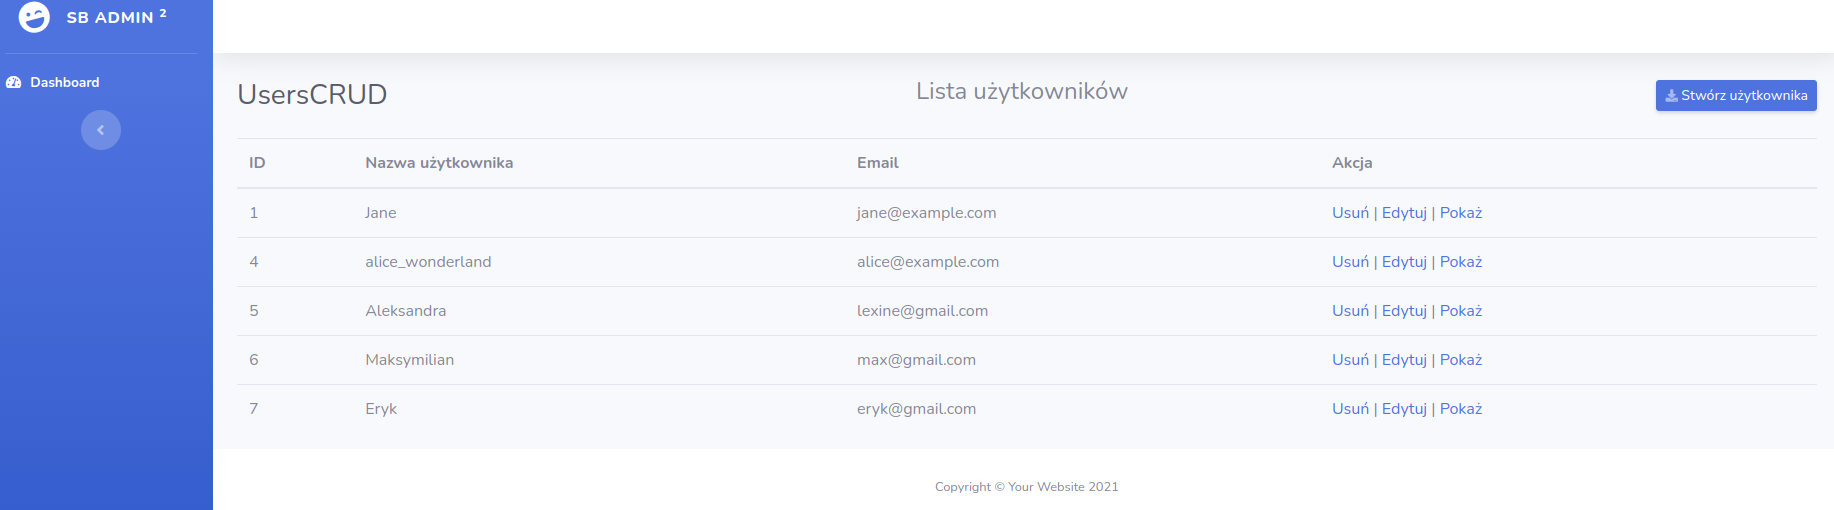 SB ADMIN 2
Dashboard
UsersCRUD
Lista użytkowników
Stwórz użytkownika
ID Nazwa użytkownika Email Akcja
1 Jane jane@example.com Usuń | Edytuj | Pokaż
4 alice_wonderland alice@example.com Usuń | Edytuj | Pokaż
5 Aleksandra lexine@gmail.com Usuń | Edytuj | Pokaż
6 Maksymilian max@gmail.com Usuń | Edytuj | Pokaż
7 Eryk eryk@gmail.com Usuń | Edytuj | Pokaż
Copyright © Your Website 2021